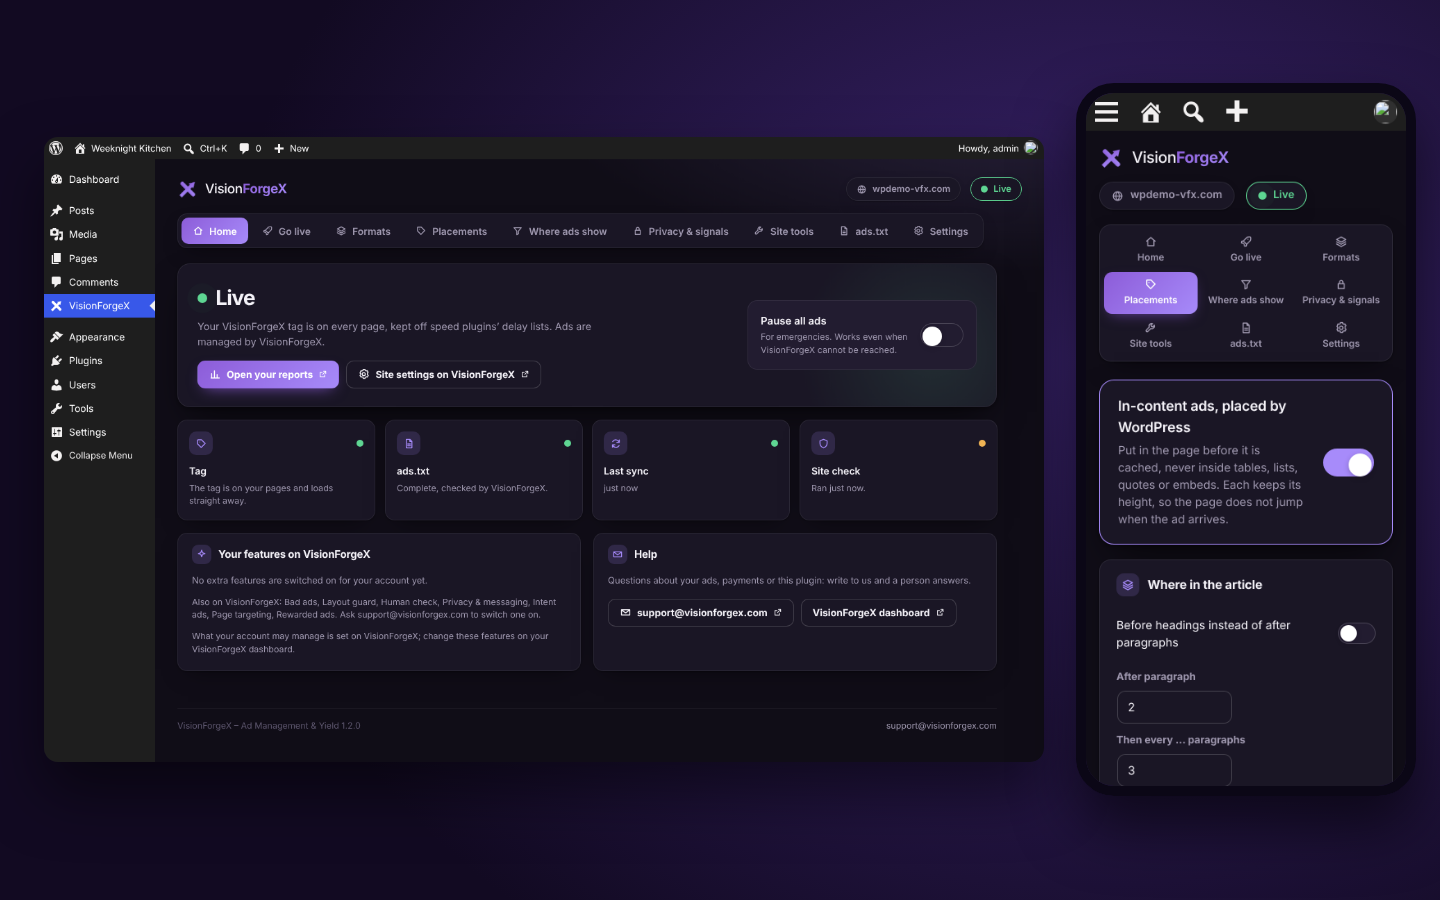 Weeknight Kitchen
Ctrl+K
0
New
Howdy, admin
Dashboard
Posts
Media
Pages
Comments
VisionForgeX
Appearance
Plugins
Users
Tools
Settings
Collapse Menu
VisionForgeX
wpdemo-vfx.com
Live
Home
Go live
Formats
Placements
Where ads show
Privacy & signals
Site tools
ads.txt
Settings
Live
Your VisionForgeX tag is on every page, kept off speed plugins' delay lists. Ads are
managed by VisionForgeX.
Open your reports
Site settings on VisionForgeX
Pause all ads
For emergencies. Works even when
VisionForgeX cannot be reached.
Tag
The tag is on your pages and loads
straight away.
ads.txt
Complete, checked by VisionForgeX.
Last sync
just now
Site check
Ran just now.
Your features on VisionForgeX
No extra features are switched on for your account yet.
Also on VisionForgeX: Bad ads, Layout guard, Human check, Privacy & messaging, Intent
ads, Page targeting, Rewarded ads. Ask support@visionforgex.com to switch one on.
What your account may manage is set on VisionForgeX; change these features on your
VisionForgeX dashboard.
Help
Questions about your ads, payments or this plugin: write to us and a person answers.
support@visionforgex.com
VisionForgeX dashboard
VisionForgeX – Ad Management & Yield 1.2.0
support@visionforgex.com
VisionForgeX
wpdemo-vfx.com
Live
Home
Go live
Formats
Placements
Where ads show
Privacy & signals
Site tools
ads.txt
Settings
In-content ads, placed by
WordPress
Put in the page before it is
cached, never inside tables, lists,
quotes or embeds. Each keeps its
height, so the page does not jump
when the ad arrives.
Where in the article
Before headings instead of after
paragraphs
After paragraph
2
Then every ... paragraphs
3